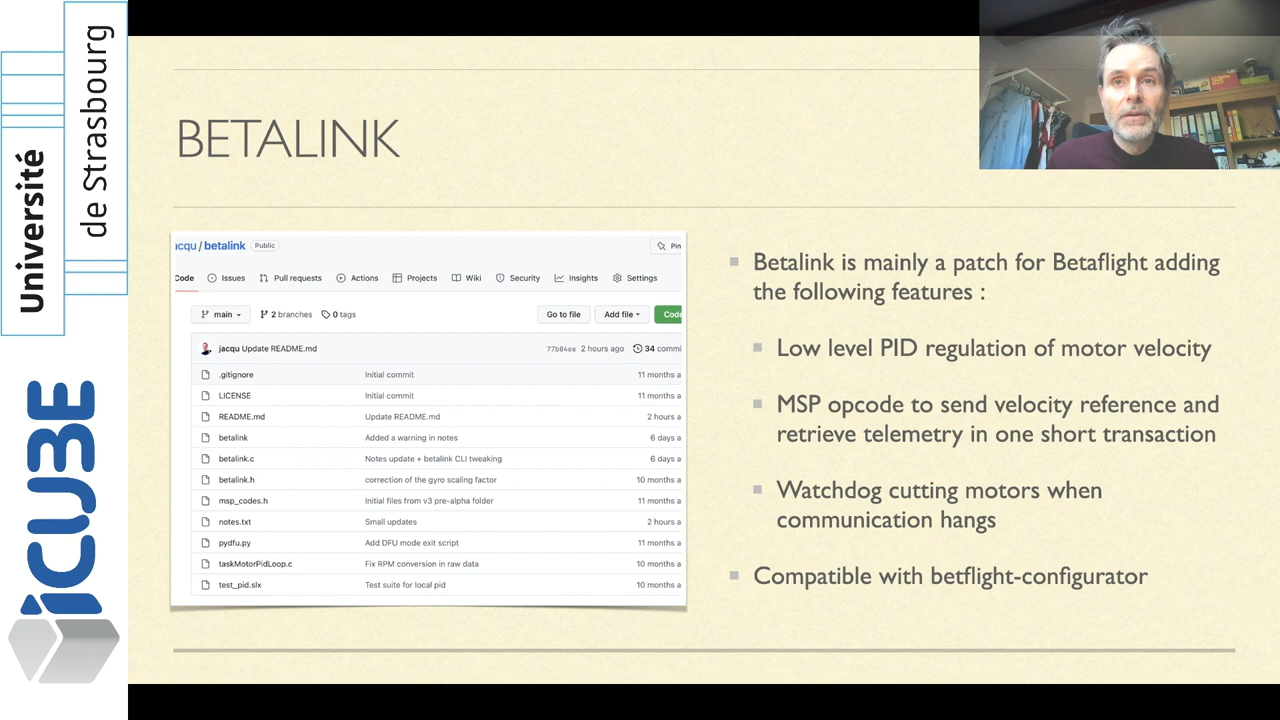 Université
de Strasbourg
iCUBE
BETALINK
acqu / betalink Public
Pin
Code Issues Pull requests Actions Projects Wiki Security Insights Settings
main 2 branches 0 tags Go to file Add file Code
jacqu Update README.md 77b04ee 2 hours ago 34 commi
.gitignore Initial commit 11 months a
LICENSE Initial commit 11 months a
README.md Update README.md 2 hours a
betalink Added a warning in notes 6 days a
betalink.c Notes update + betalink CLI tweaking 6 days a
betalink.h correction of the gyro scaling factor 10 months a
msp_codes.h Initial files from v3 pre-alpha folder 11 months a
notes.txt Small updates 2 hours a
pydfu.py Add DFU mode exit script 11 months a
taskMotorPidLoop.c Fix RPM conversion in raw data 10 months a
test_pid.slx Test suite for local pid 10 months a
Betalink is mainly a patch for Betaflight adding
the following features :
Low level PID regulation of motor velocity
MSP opcode to send velocity reference and
retrieve telemetry in one short transaction
Watchdog cutting motors when
communication hangs
Compatible with betflight-configurator